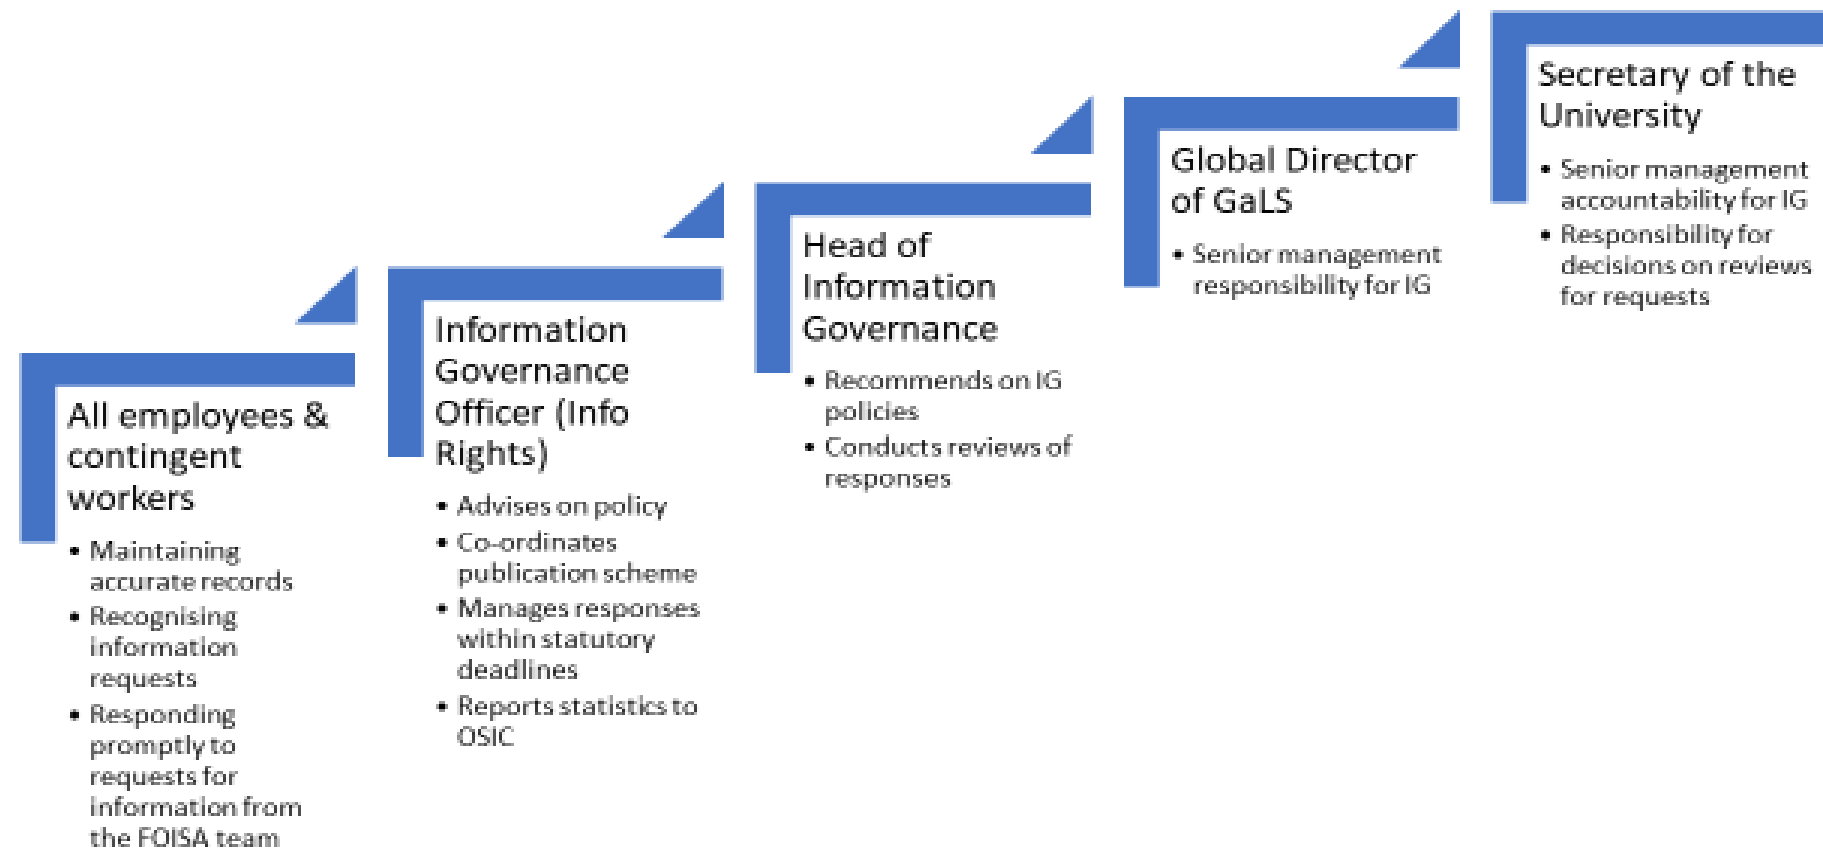 All employees &
contingent
workers
• Maintaining
accurate records
• Recognising
information
requests
• Responding
promptly to
requests for
information from
the FOISA team
Information
Governance
Officer (Info
Rights)
• Advises on policy
• Co-ordinates
publication scheme
• Manages responses
within statutory
deadlines
• Reports statistics to
OSIC
Head of
Information
Governance
• Recommends on IG
policies
• Conducts reviews of
responses
Global Director
of GaLS
• Senior management
responsibility for IG
Secretary of the
University
• Senior management
accountability for IG
• Responsibility for
decisions on reviews
for requests